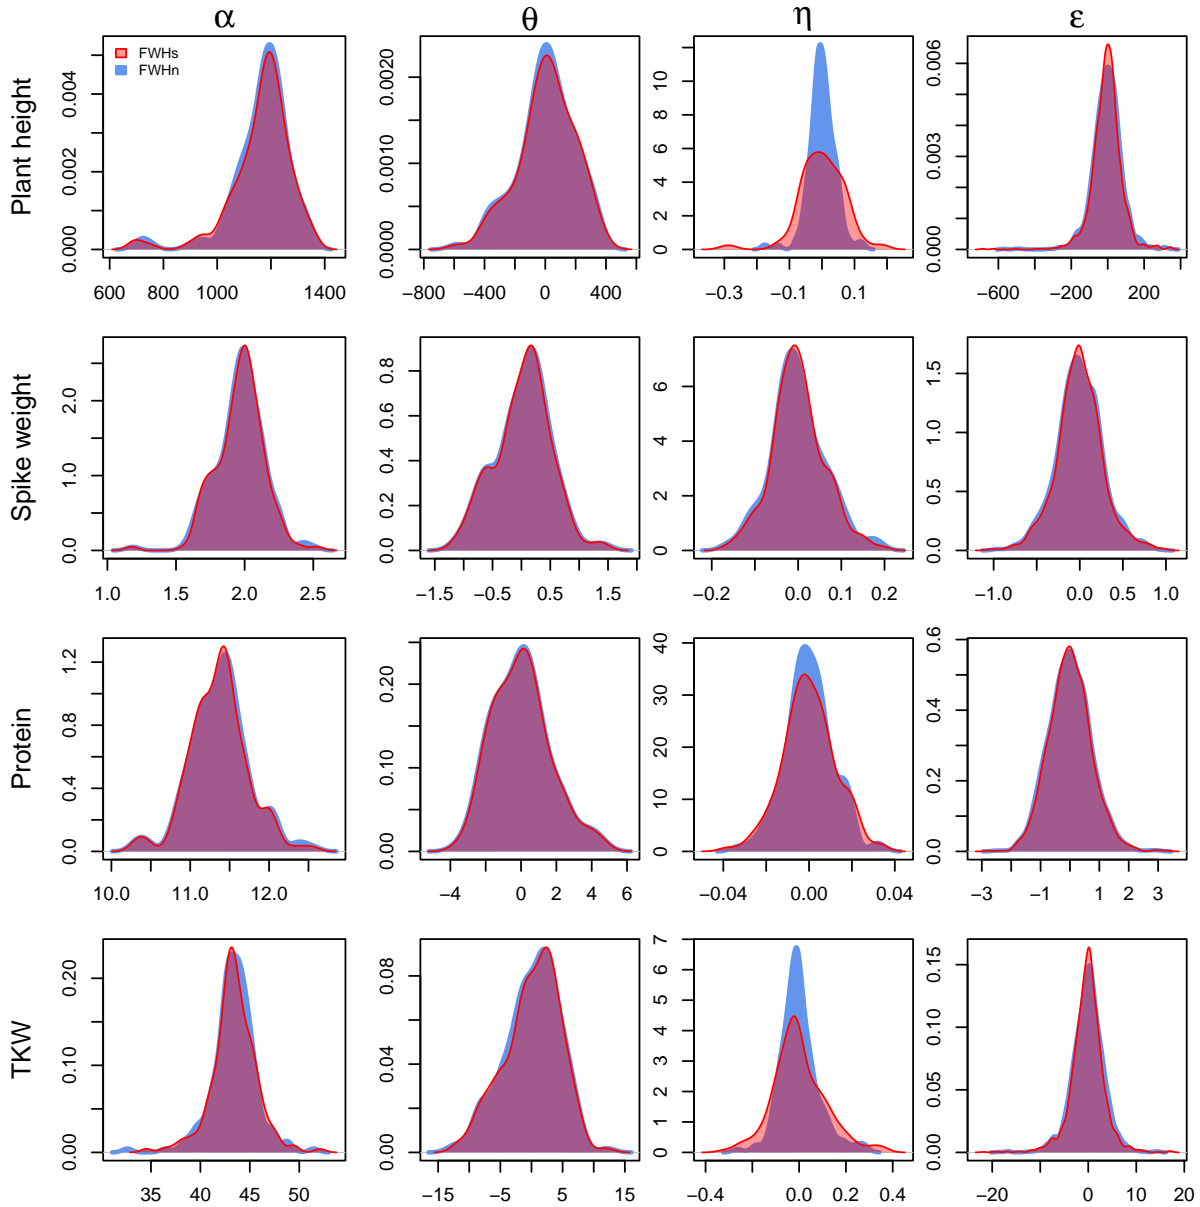 α θ η ε
Plant height
FWHs
FWHn
0.000 0.002 0.004
600 800 1000 1400
0.0000 0.0010 0.0020
−800 −400 0 400
0 2 4 6 8 10
−0.3 −0.1 0.1
0.000 0.003 0.006
−600 −200 200
Spike weight
0.0 1.0 2.0
1.0 1.5 2.0 2.5
0.0 0.2 0.4 0.6 0.8
−1.5 −0.5 0.5 1.5
0 2 4 6
−0.2 0.0 0.1 0.2
0.0 0.5 1.0 1.5
−1.0 0.0 0.5 1.0
Protein
0.0 0.4 0.8 1.2
10.0 11.0 12.0
0.00 0.10 0.20
−4 0 2 4 6
0 10 20 30 40
−0.04 0.00 0.04
0.0 0.2 0.4 0.6
−3 −1 1 2 3
TKW
0.00 0.10 0.20
35 40 45 50
0.00 0.04 0.08
−15 −5 5 15
0 1 2 3 4 5 6 7
−0.4 0.0 0.2 0.4
0.00 0.05 0.10 0.15
−20 0 10 20